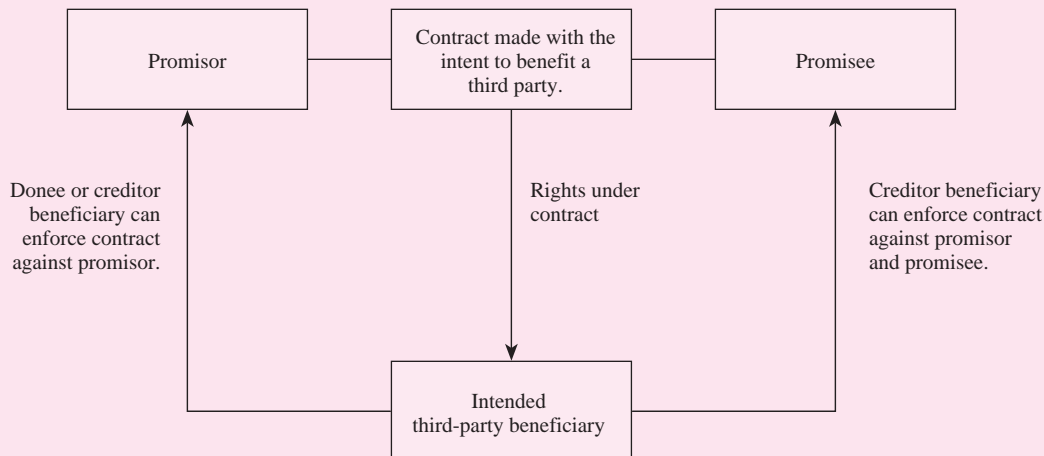 Promisor
Contract made with the
intent to benefit a
third party.
Promisee
Donee or creditor
beneficiary can
enforce contract
against promisor.
Rights under
contract
Creditor beneficiary
can enforce contract
against promisor
and promisee.
Intended
third-party beneficiary